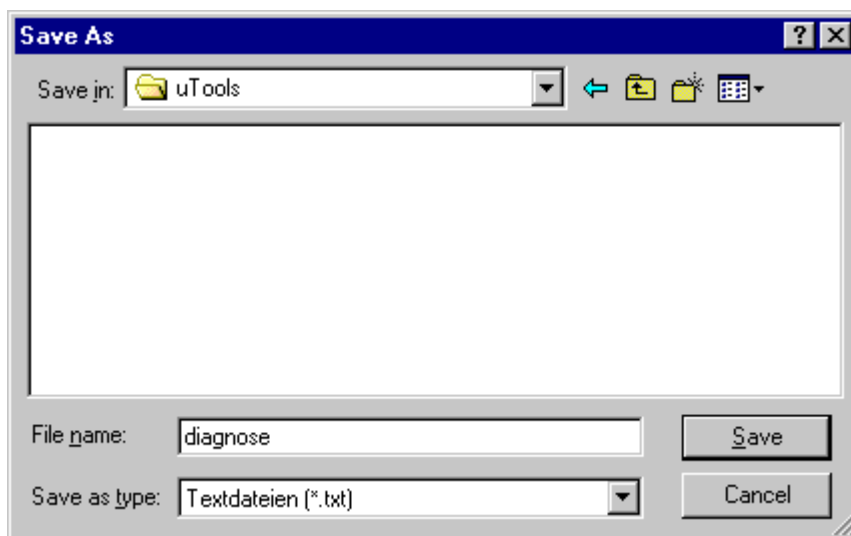 Save As
Save in: uTools
File name: diagnose Save
Save as type: Textdateien (*.txt) Cancel